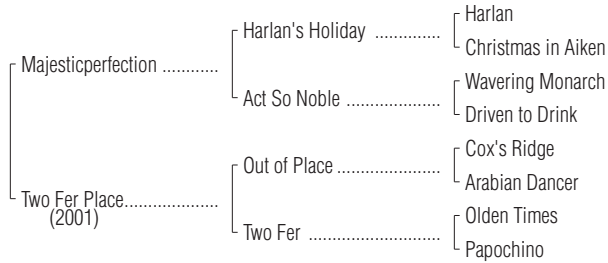 Harlan
Harlan's Holiday ..............
Christmas in Aiken
Majesticperfection ............
Wavering Monarch
Act So Noble ....................
Driven to Drink
Cox's Ridge
Out of Place ......................
Arabian Dancer
Two Fer Place....................
(2001)
Olden Times
Two Fer ............................
Papochino